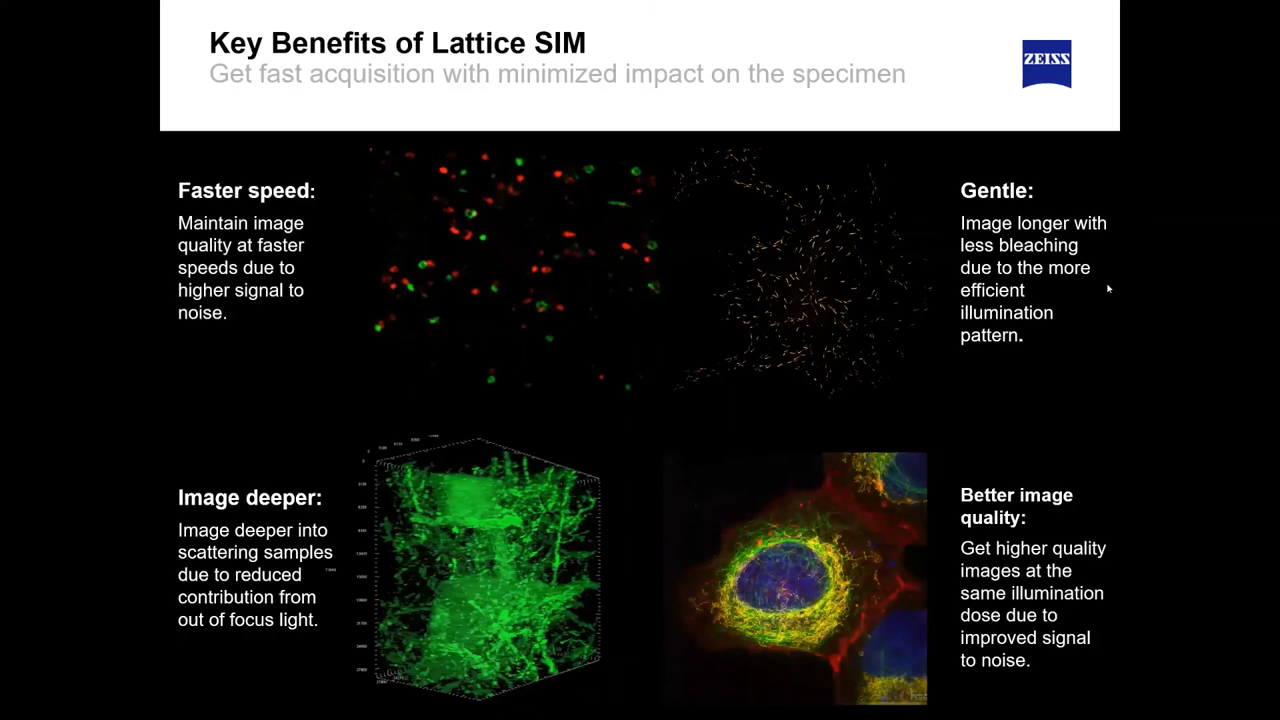 Key Benefits of Lattice SIM
Get fast acquisition with minimized impact on the specimen
ZEISS
Faster speed:
Maintain image
quality at faster
speeds due to
higher signal to
noise.
Gentle:
Image longer with
less bleaching
due to the more
efficient
illumination
pattern.
Image deeper:
Image deeper into
scattering samples
due to reduced
contribution from
out of focus light.
Better image
quality:
Get higher quality
images at the
same illumination
dose due to
improved signal
to noise.